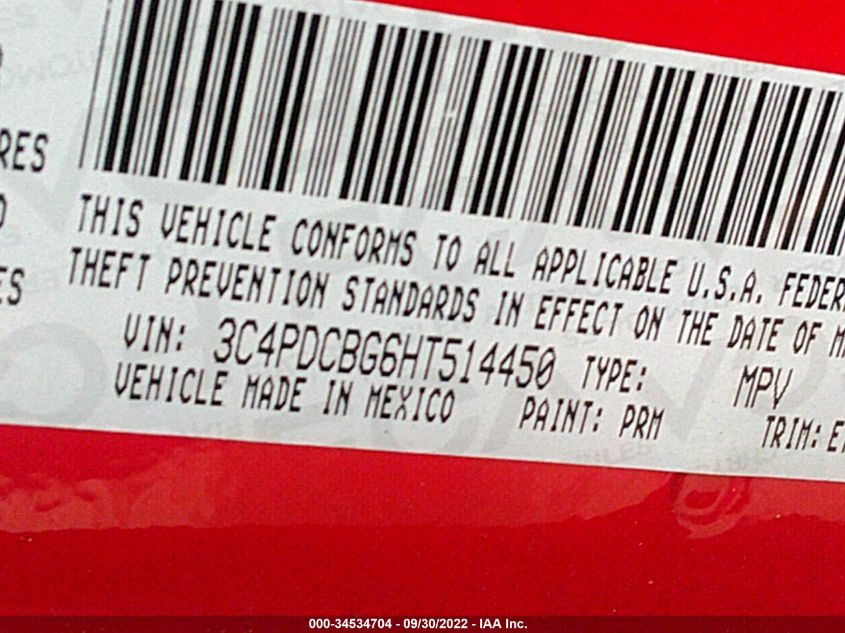 RES
ES
THIS VEHICLE CONFORMS TO ALL APPLICABLE U.S.A.
THEFT PREVENTION STANDARDS IN EFFECT ON THE DATE OF
VIN: 3C4PDCBG6HT514450 TYPE: MPV
VEHICLE MADE IN MEXICO PAINT: PRM TRIM:
000-34534704 - 09/30/2022 - IAA Inc.